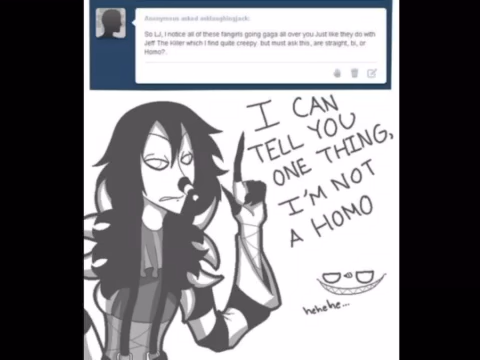 Anonymous asked asklaughingjack:
So LJ, I notice all of these fangirls going gaga all over you Just like they do with
Jeff The Killer which I find quite creepy. but must ask this, are straight, bi, or
Homo?
I CAN
TELL YOU
ONE THING,
I'M NOT
A HOMO
hehehe...